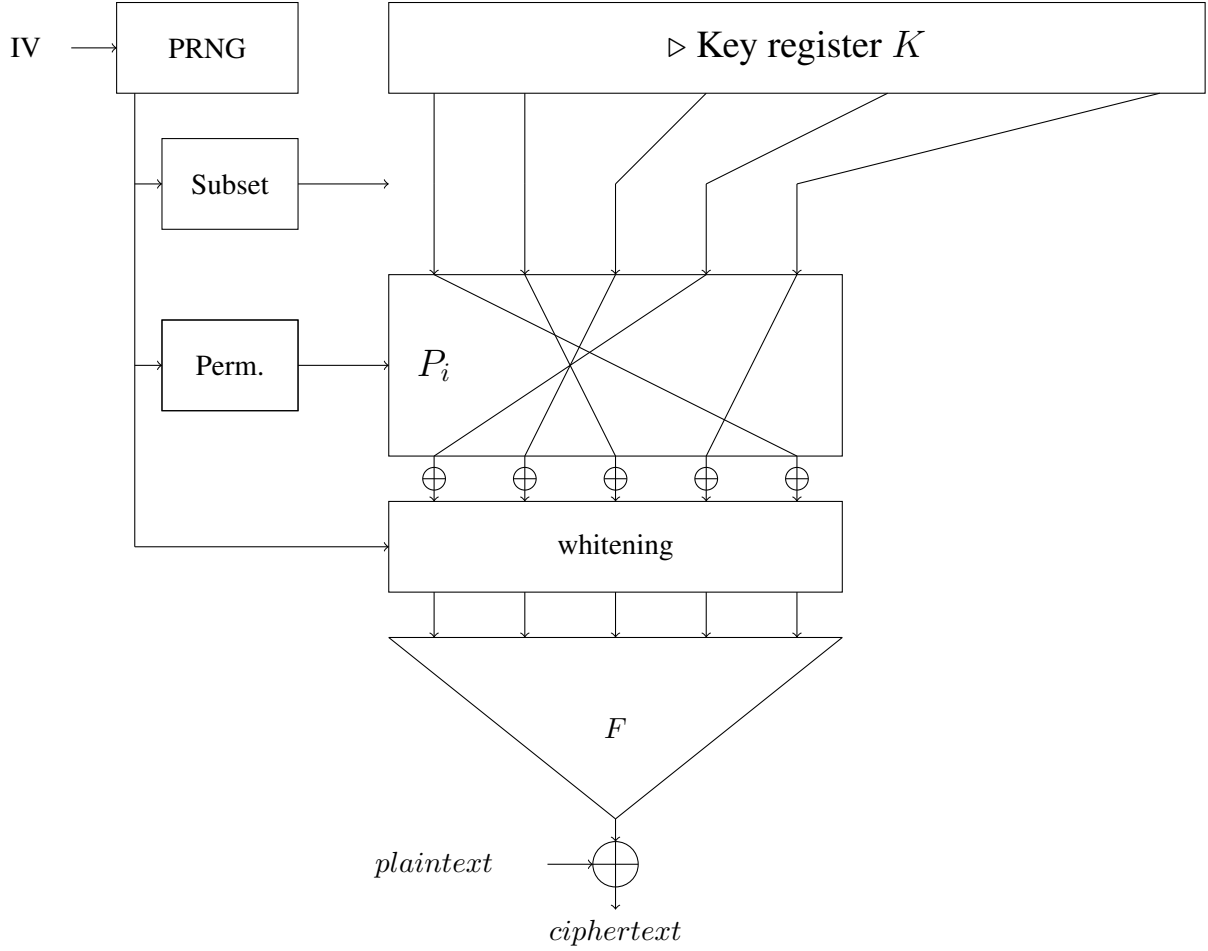 IV
PRNG
▷ Key register K
Subset
Perm.
P_i
whitening
F
plaintext
ciphertext